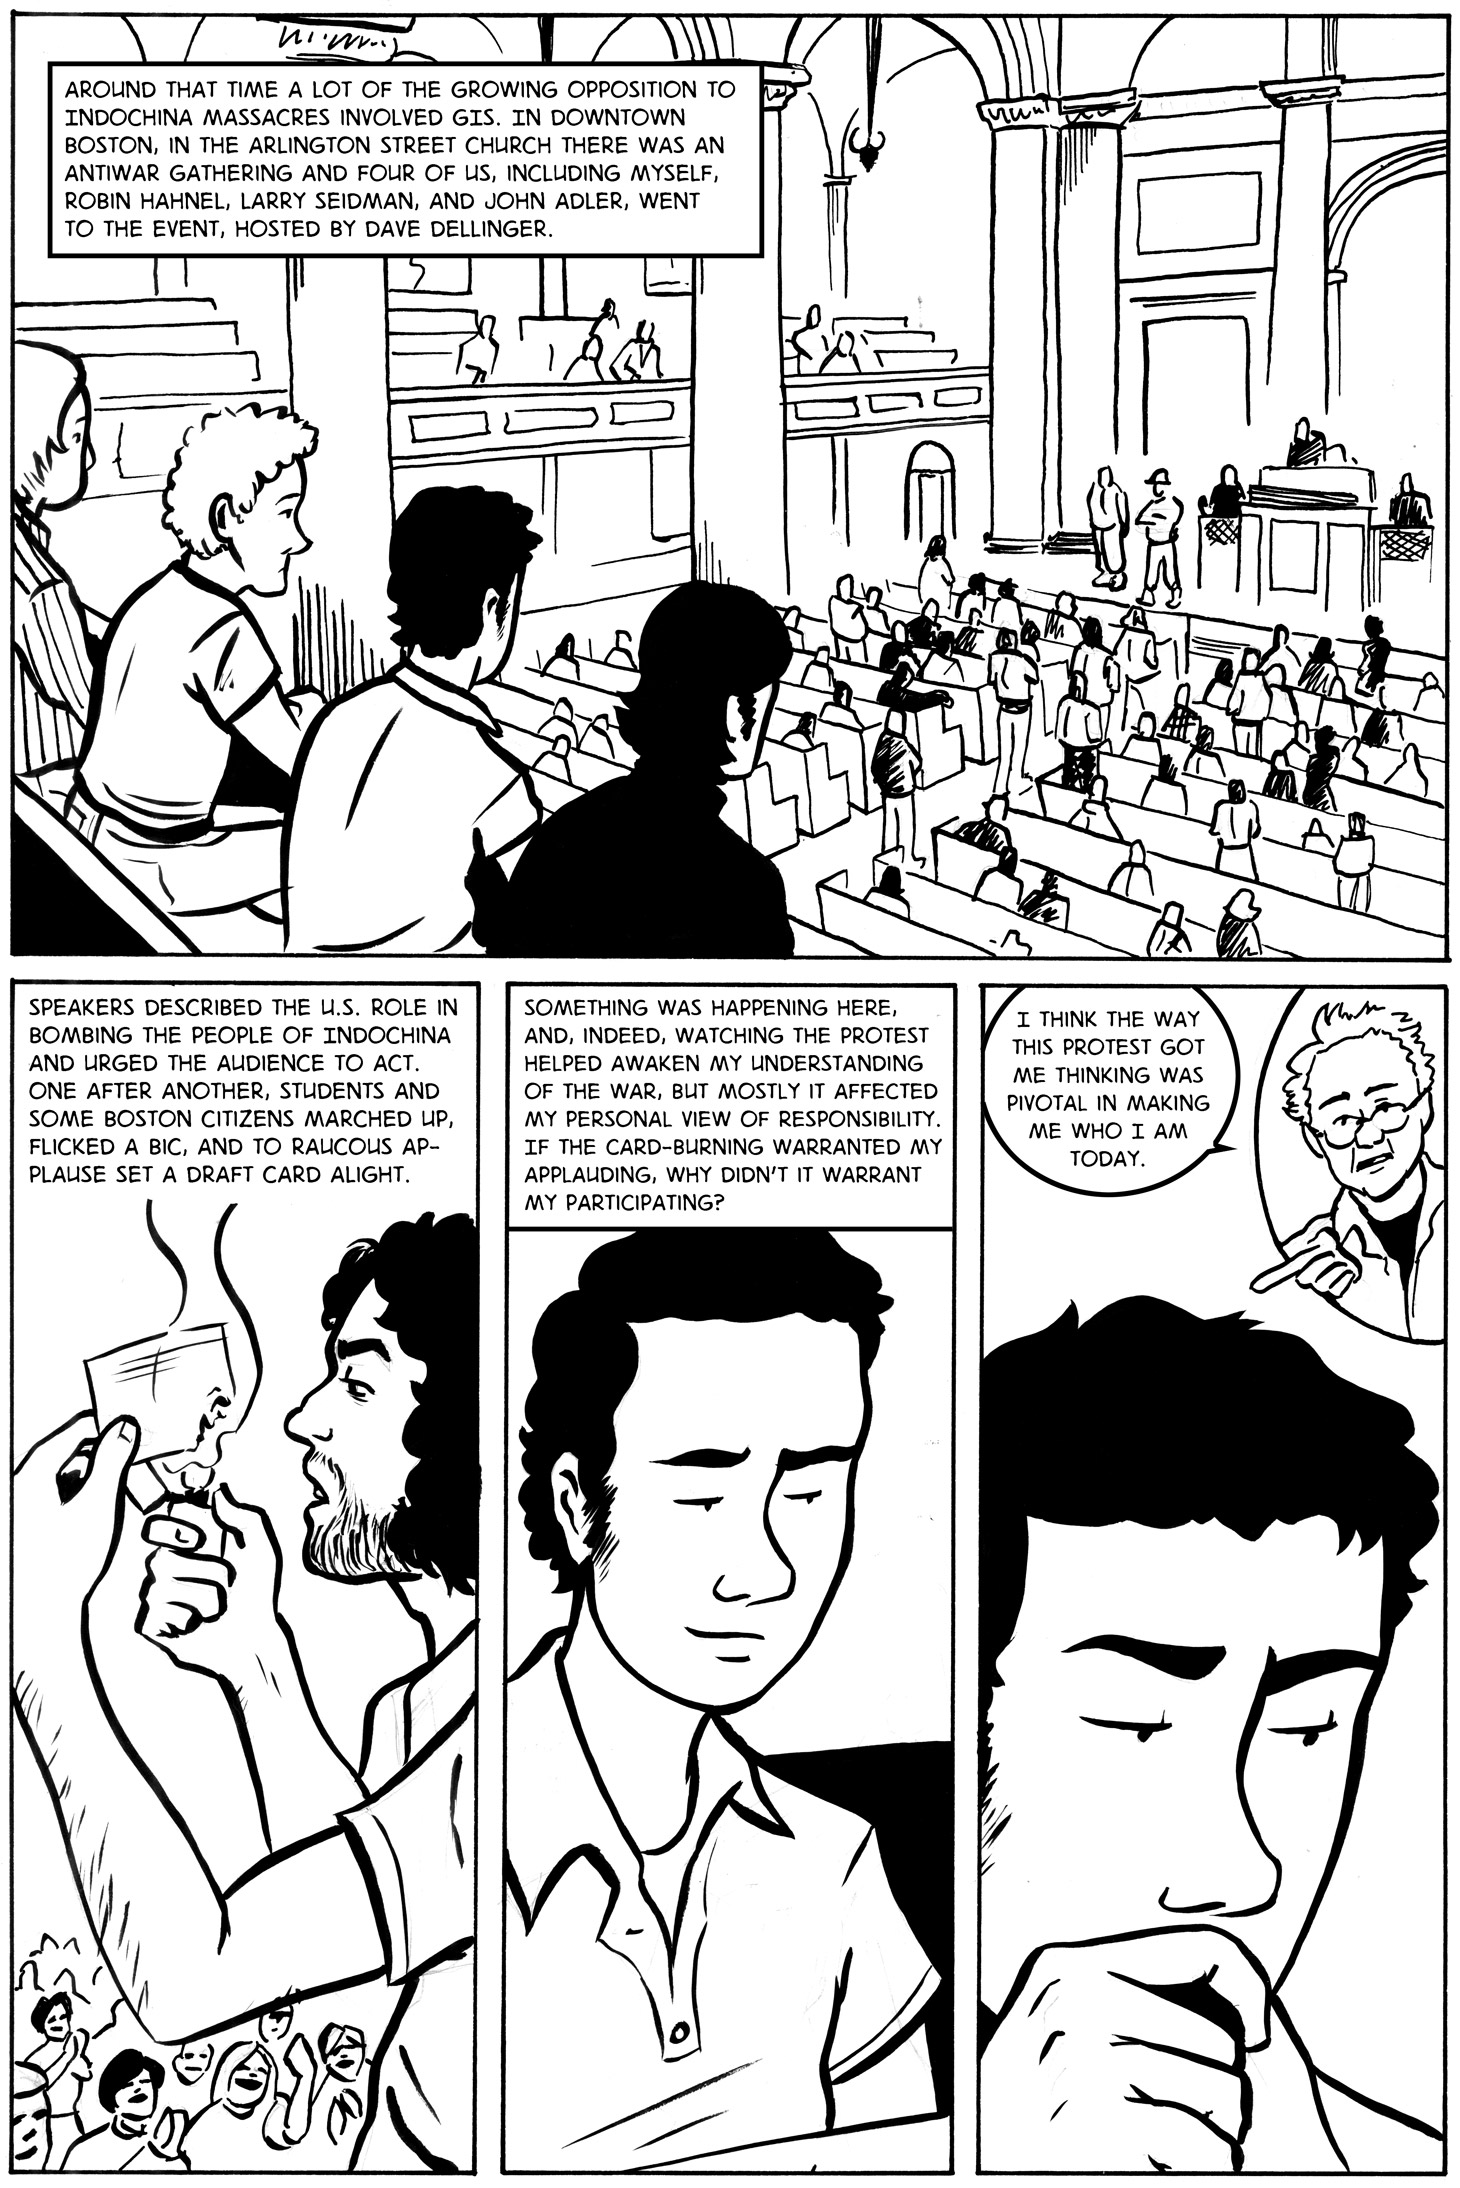 AROUND THAT TIME A LOT OF THE GROWING OPPOSITION TO
INDOCHINA MASSACRES INVOLVED GIS. IN DOWNTOWN
BOSTON, IN THE ARLINGTON STREET CHURCH THERE WAS AN
ANTIWAR GATHERING AND FOUR OF US, INCLUDING MYSELF,
ROBIN HAHNEL, LARRY SEIDMAN, AND JOHN ADLER, WENT
TO THE EVENT, HOSTED BY DAVE DELLINGER.
SPEAKERS DESCRIBED THE U.S. ROLE IN
BOMBING THE PEOPLE OF INDOCHINA
AND URGED THE AUDIENCE TO ACT.
ONE AFTER ANOTHER, STUDENTS AND
SOME BOSTON CITIZENS MARCHED UP,
FLICKED A BIC, AND TO RAUCOUS AP-
PLAUSE SET A DRAFT CARD ALIGHT.
SOMETHING WAS HAPPENING HERE,
AND, INDEED, WATCHING THE PROTEST
HELPED AWAKEN MY UNDERSTANDING
OF THE WAR, BUT MOSTLY IT AFFECTED
MY PERSONAL VIEW OF RESPONSIBILITY.
IF THE CARD-BURNING WARRANTED MY
APPLAUDING, WHY DIDN'T IT WARRANT
MY PARTICIPATING?
I THINK THE WAY
THIS PROTEST GOT
ME THINKING WAS
PIVOTAL IN MAKING
ME WHO I AM
TODAY.